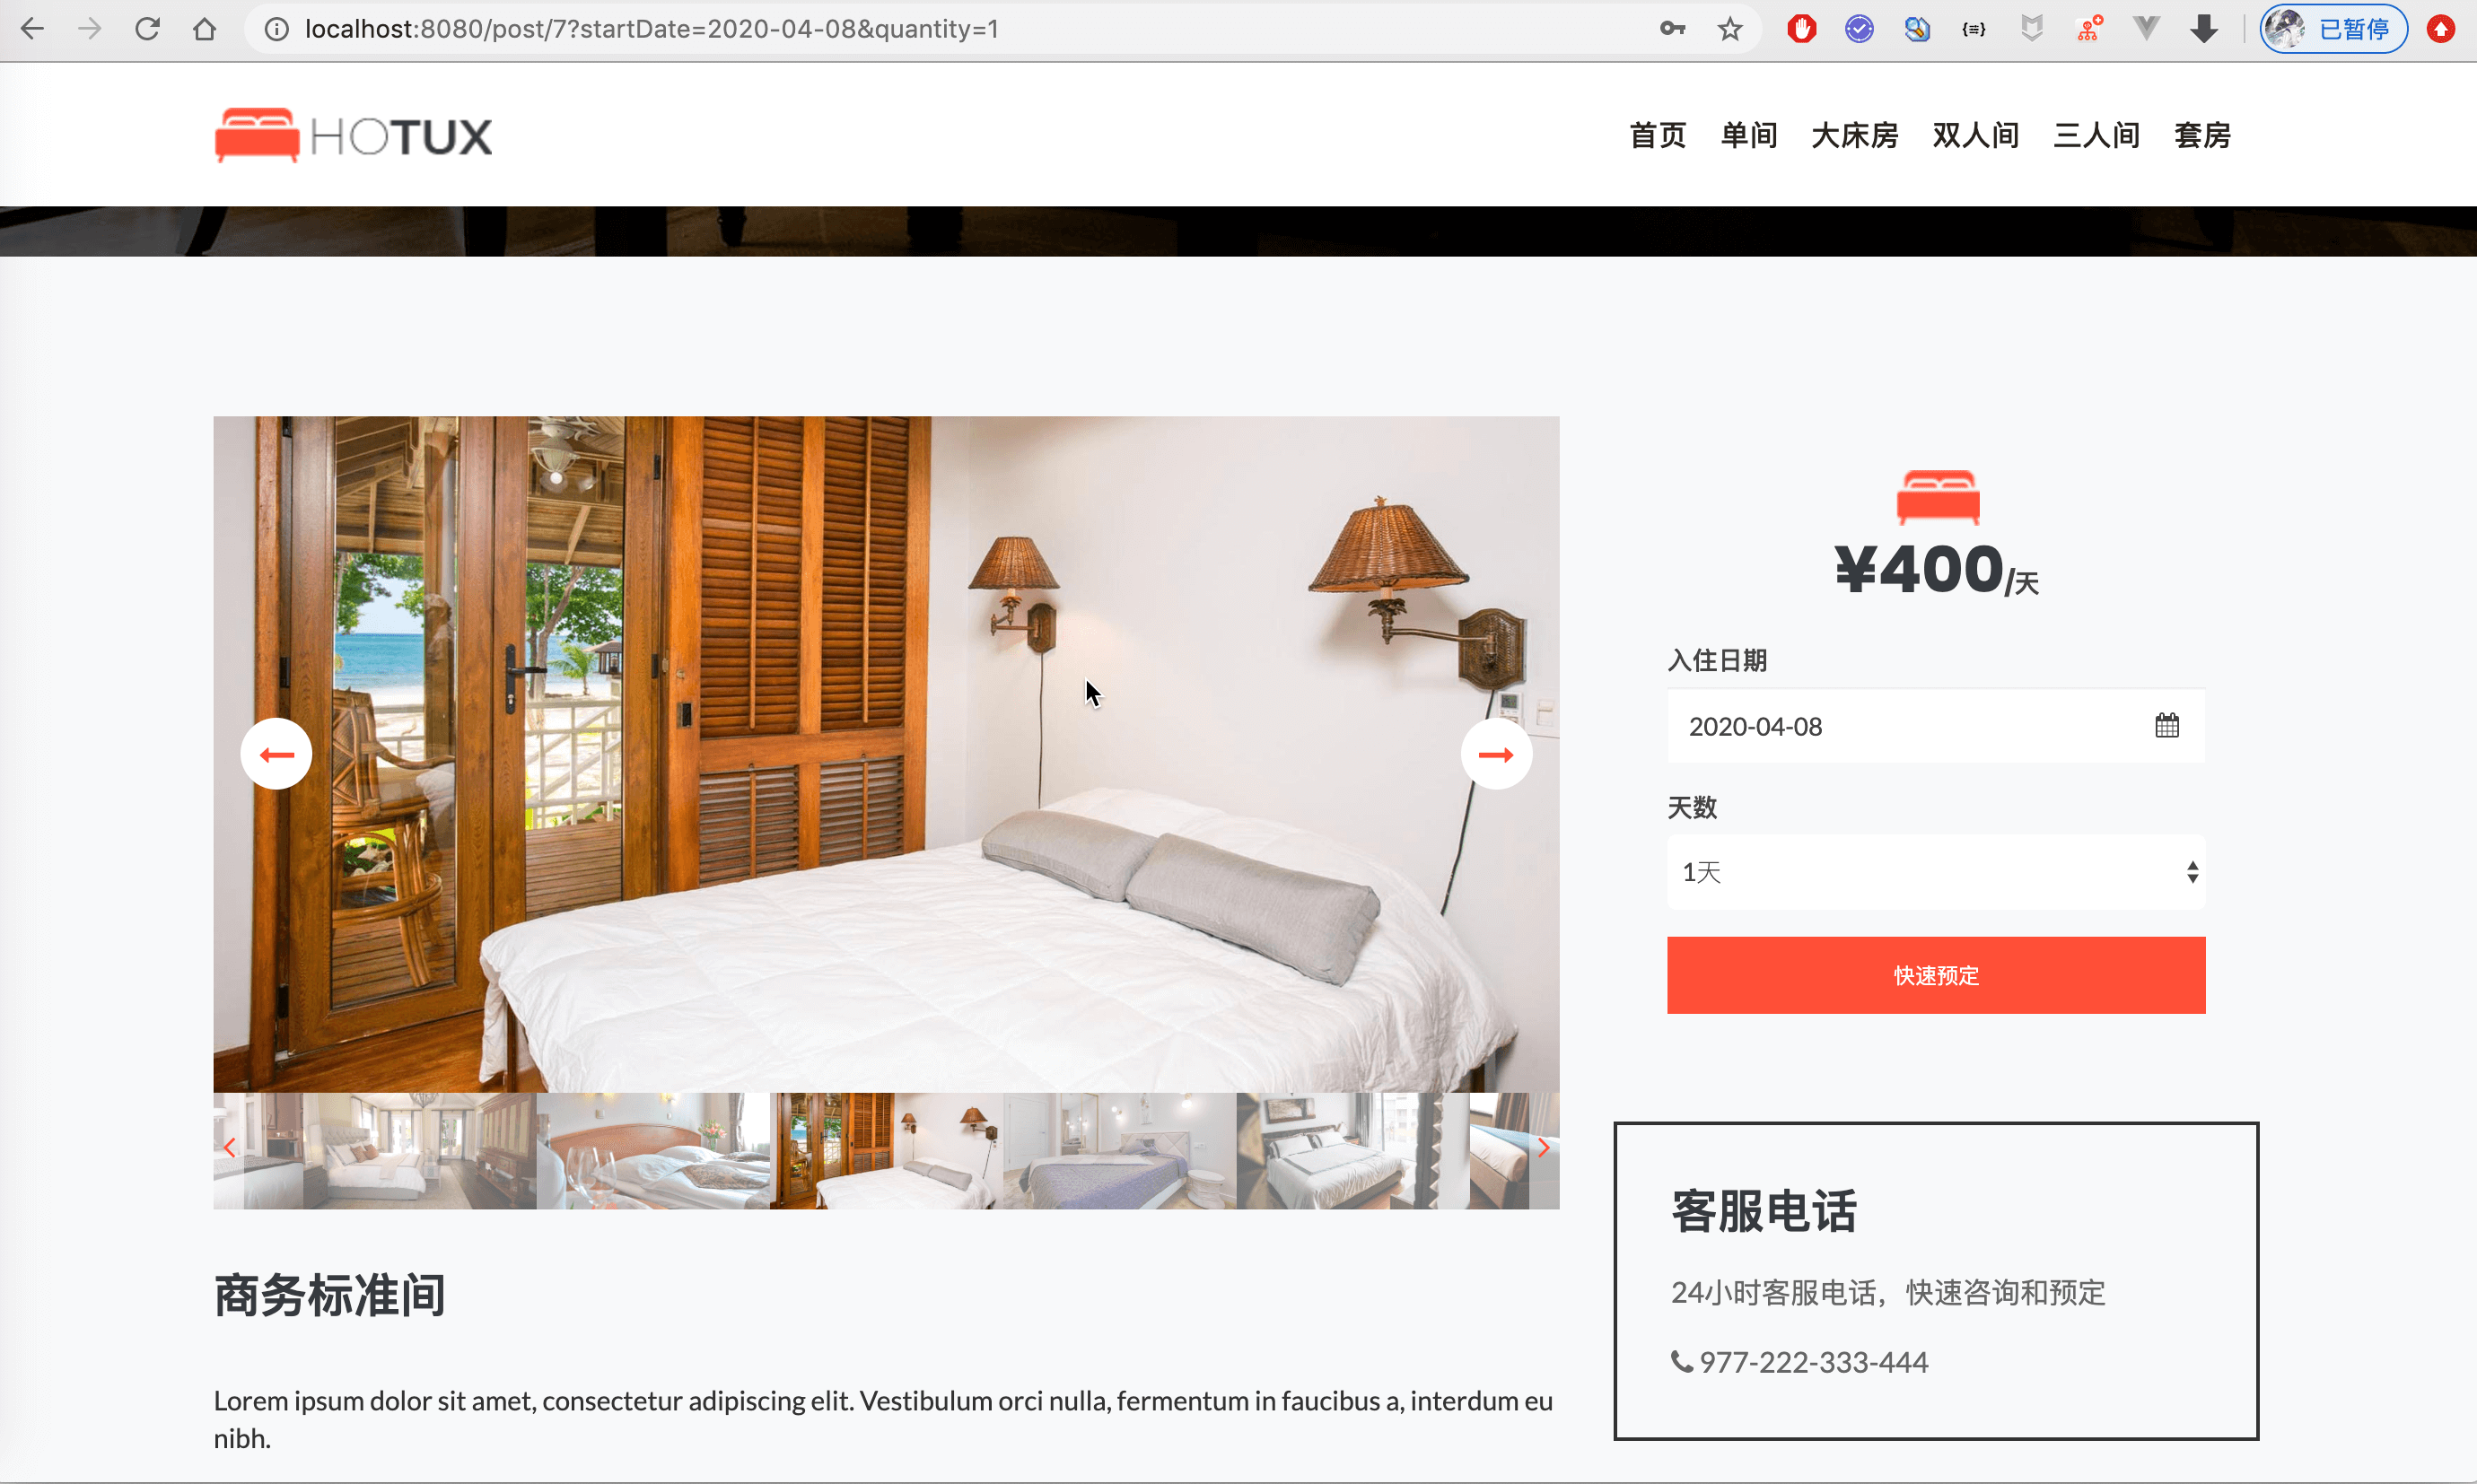 localhost:8080/post/7?startDate=2020-04-08&quantity=1
已暂停
HOTUX
首页 单间 大床房 双人间 三人间 套房
¥400/天
入住日期
2020-04-08
天数
1天
快速预定
客服电话
24小时客服电话，快速咨询和预定
977-222-333-444
商务标准间
Lorem ipsum dolor sit amet, consectetur adipiscing elit. Vestibulum orci nulla, fermentum in faucibus a, interdum eu
nibh.